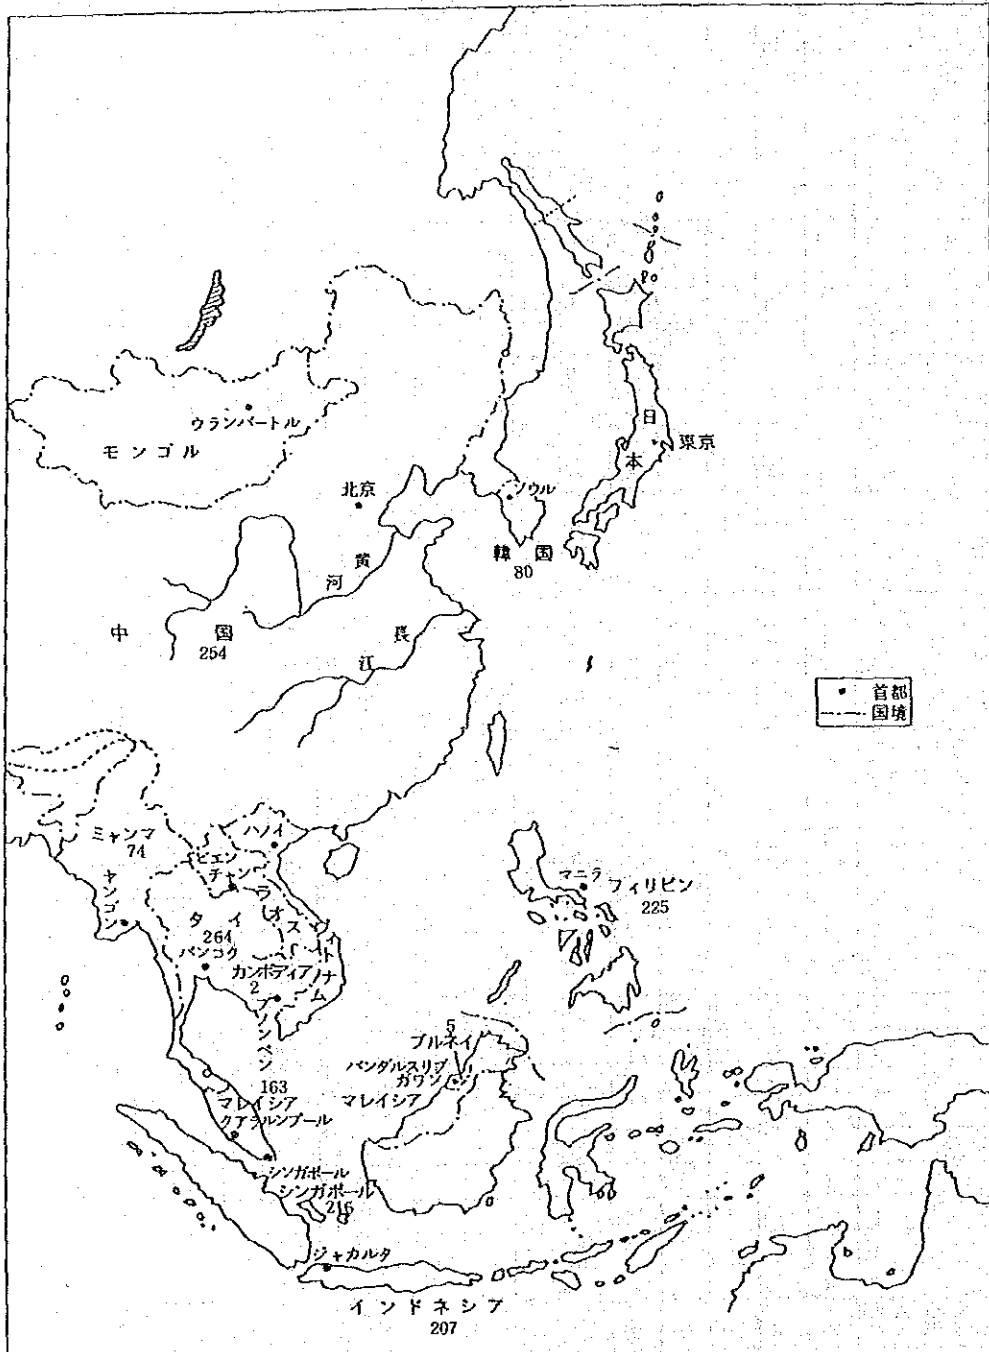 ウランバートル
モンゴル
日本
東京
北京
ソウル
韓国
80
黄河
中国
254
長江
首都
国境
ミャンマ
74
ハノイ
ビエンチャン
ヤンゴン
ラオス
タイ
264
バンコク
ヴィトナム
カンボディア
2
プノンペン
マニラ
フィリピン
225
5
ブルネイ
バンダルスリブ
ガワン
163
マレイシア
クアラルンプール
マレイシア
シンガポール
シンガポール
216
ジャカルタ
インドネシア
207